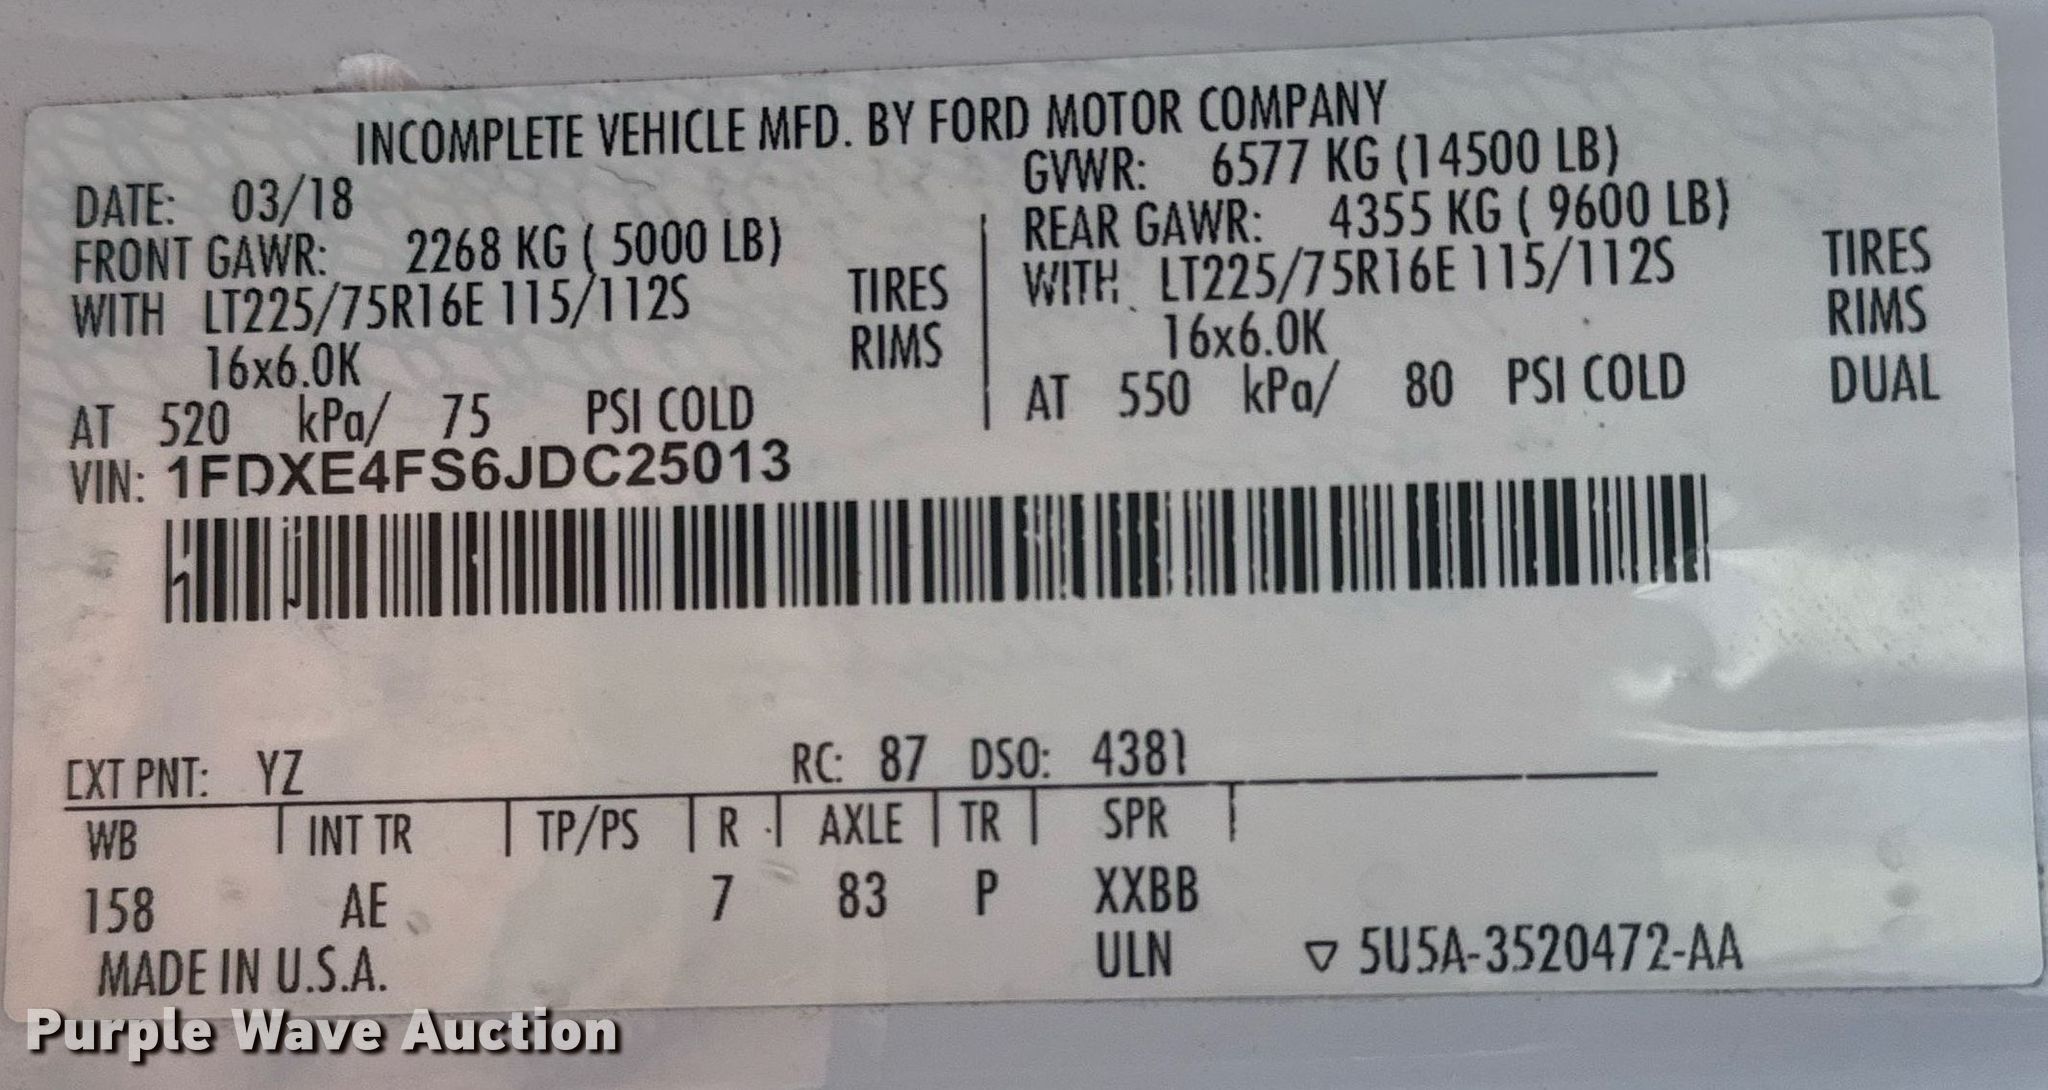 INCOMPLETE VEHICLE MFD. BY FORD MOTOR COMPANY
DATE: 03/18
GVWR: 6577 KG (14500 LB)
FRONT GAWR: 2268 KG ( 5000 LB)
REAR GAWR: 4355 KG ( 9600 LB)
WITH LT225/75R16E 115/112S TIRES
WITH LT225/75R16E 115/112S TIRES
16x6.0K RIMS
16x6.0K RIMS
AT 520 kPa/ 75 PSI COLD
AT 550 kPa/ 80 PSI COLD DUAL
VIN: 1FDXE4FS6JDC25013
EXT PNT: YZ RC: 87 DSO: 4381
WB INT TR TP/PS R AXLE TR SPR
158 AE 7 83 P XXBB
MADE IN U.S.A. ULN ▽ 5U5A-3520472-AA
Purple Wave Auction